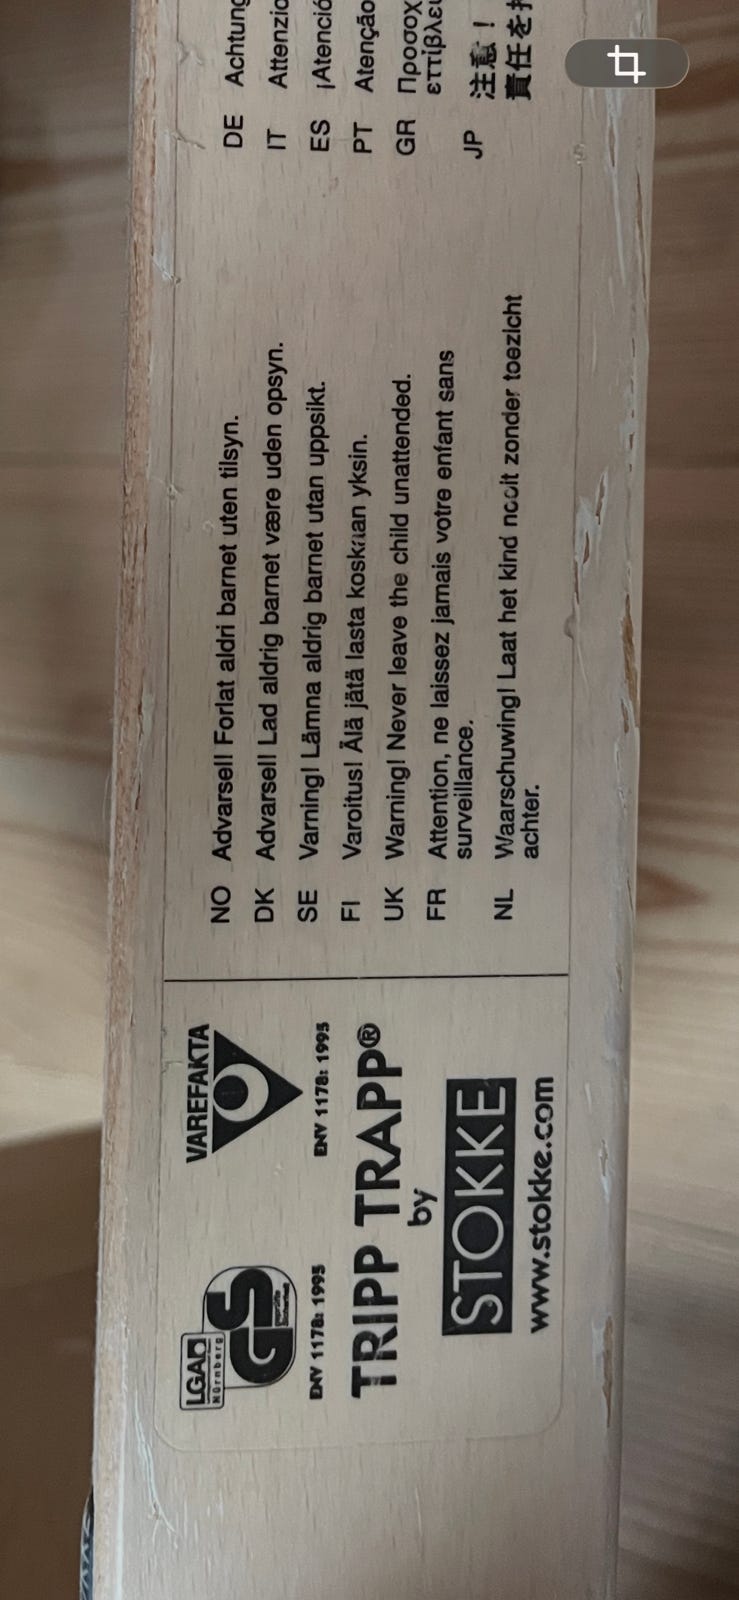 LGA
Nürnberg
GS
ENV 1178: 1995
VAREFAKTA
ENV 1178: 1995
TRIPP TRAPP®
by
STOKKE
www.stokke.com
NO Advarsel! Forlat aldri barnet uten tilsyn.
DK Advarsel! Lad aldrig barnet være uden opsyn.
SE Varning! Lämna aldrig barnet utan uppsikt.
FI Varoitus! Älä jätä lasta koskaan yksin.
UK Warning! Never leave the child unattended.
FR Attention, ne laissez jamais votre enfant sans
surveillance.
NL Waarschuwing! Laat het kind nooit zonder toezicht
achter.
DE Achtung
IT Attenzio
ES ¡Atenció
PT Atenção
GR Προσοχ
επίβλε
JP 注意！
責任を